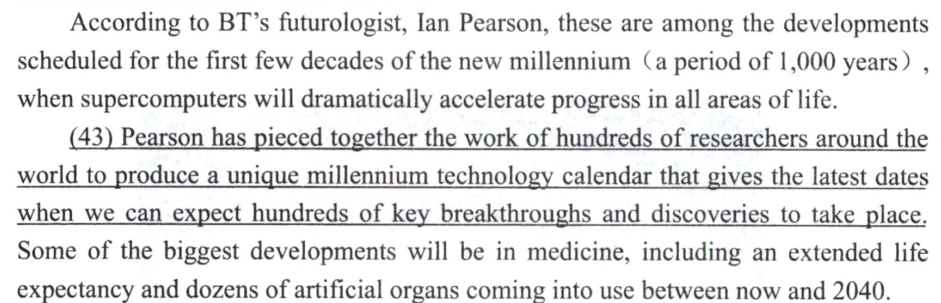 According to BT's futurologist, Ian Pearson, these are among the developments
scheduled for the first few decades of the new millennium（a period of 1,000 years）,
when supercomputers will dramatically accelerate progress in all areas of life.
(43) Pearson has pieced together the work of hundreds of researchers around the
world to produce a unique millennium technology calendar that gives the latest dates
when we can expect hundreds of key breakthroughs and discoveries to take place.
Some of the biggest developments will be in medicine, including an extended life
expectancy and dozens of artificial organs coming into use between now and 2040.